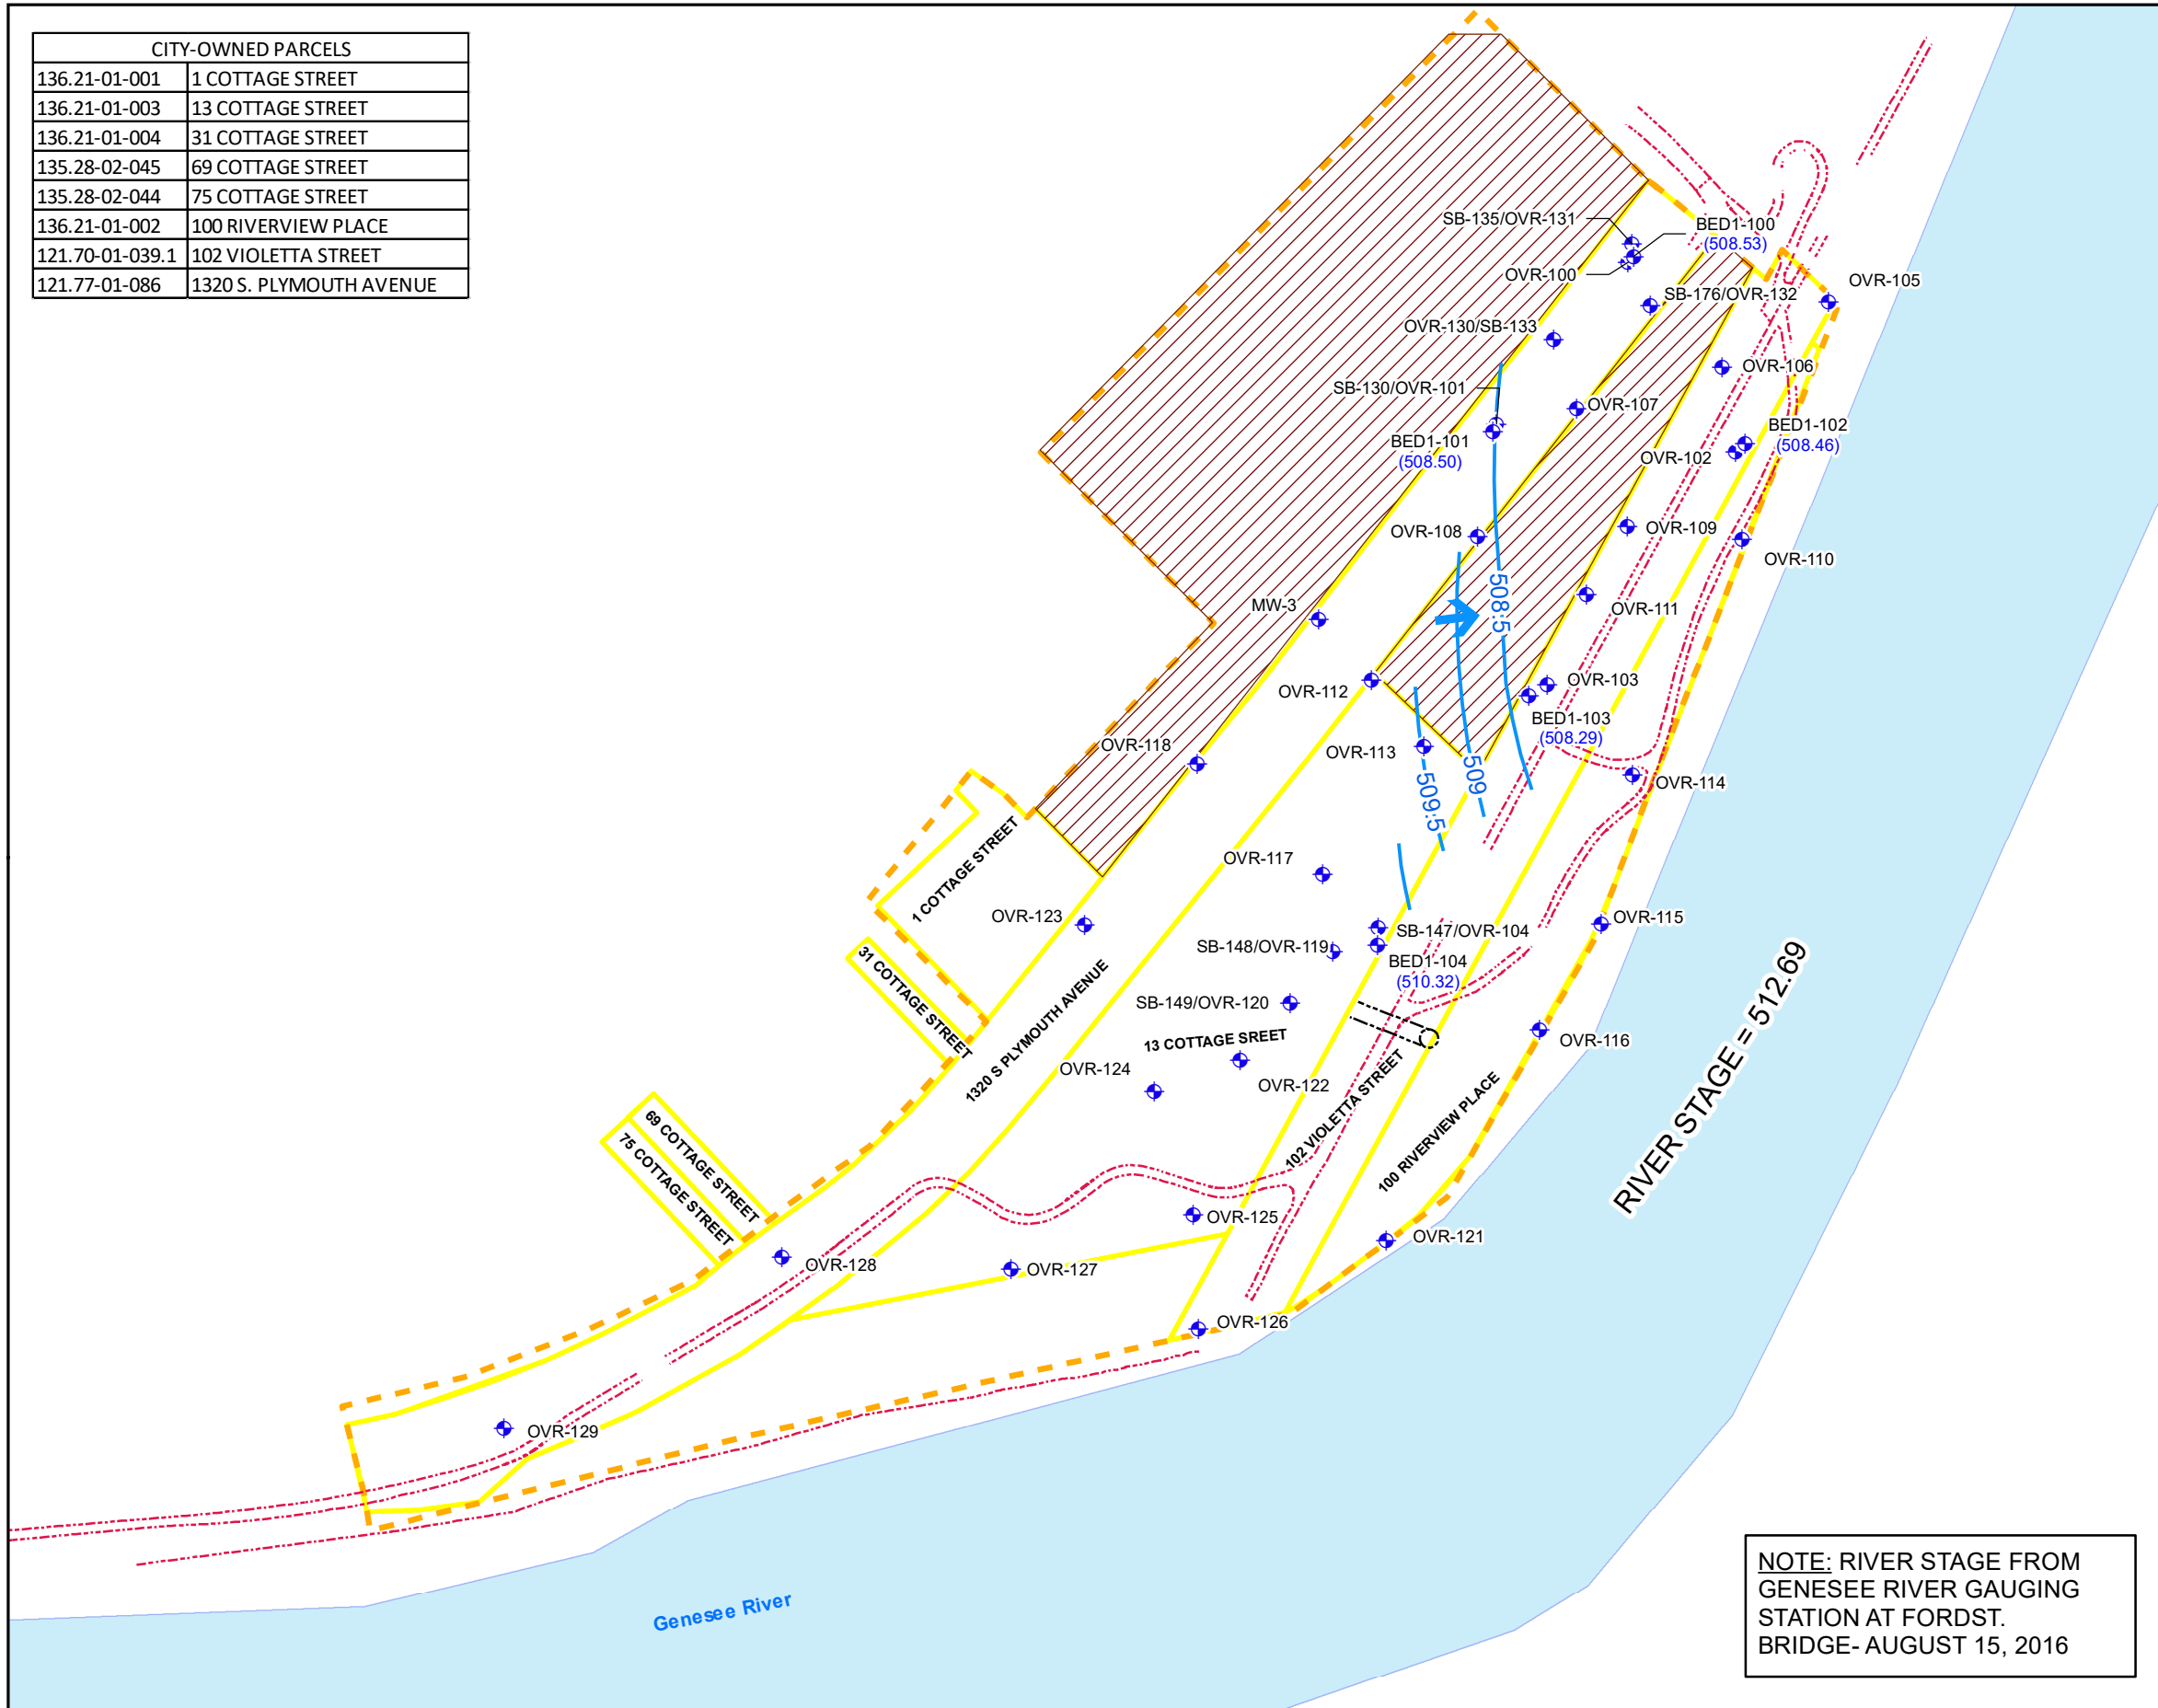 CITY-OWNED PARCELS
136.21-01-001 1 COTTAGE STREET
136.21-01-003 13 COTTAGE STREET
136.21-01-004 31 COTTAGE STREET
135.28-02-045 69 COTTAGE STREET
135.28-02-044 75 COTTAGE STREET
136.21-01-002 100 RIVERVIEW PLACE
121.70-01-039.1 102 VIOLETTA STREET
121.77-01-086 1320 S. PLYMOUTH AVENUE
SB-135/OVR-131
BED1-100
(508.53)
OVR-100
OVR-105
SB-176/OVR-132
OVR-130/SB-133
OVR-106
SB-130/OVR-101
OVR-107
BED1-101
(508.50)
BED1-102
(508.46)
OVR-102
OVR-108
OVR-109
OVR-110
508.5
MW-3
OVR-111
OVR-112
OVR-103
BED1-103
(508.29)
OVR-118
OVR-113
509
509.5
OVR-114
1 COTTAGE STREET
OVR-117
OVR-123
OVR-115
SB-147/OVR-104
SB-148/OVR-119
BED1-104
(510.32)
31 COTTAGE STREET
1320 S PLYMOUTH AVENUE
SB-149/OVR-120
13 COTTAGE SREET
OVR-116
OVR-124
OVR-122
RIVER STAGE = 512.69
102 VIOLETTA STREET
100 RIVERVIEW PLACE
69 COTTAGE STREET
75 COTTAGE STREET
OVR-125
OVR-121
OVR-128
OVR-127
OVR-126
OVR-129
Genesee River
NOTE: RIVER STAGE FROM
GENESEE RIVER GAUGING
STATION AT FORDST.
BRIDGE- AUGUST 15, 2016